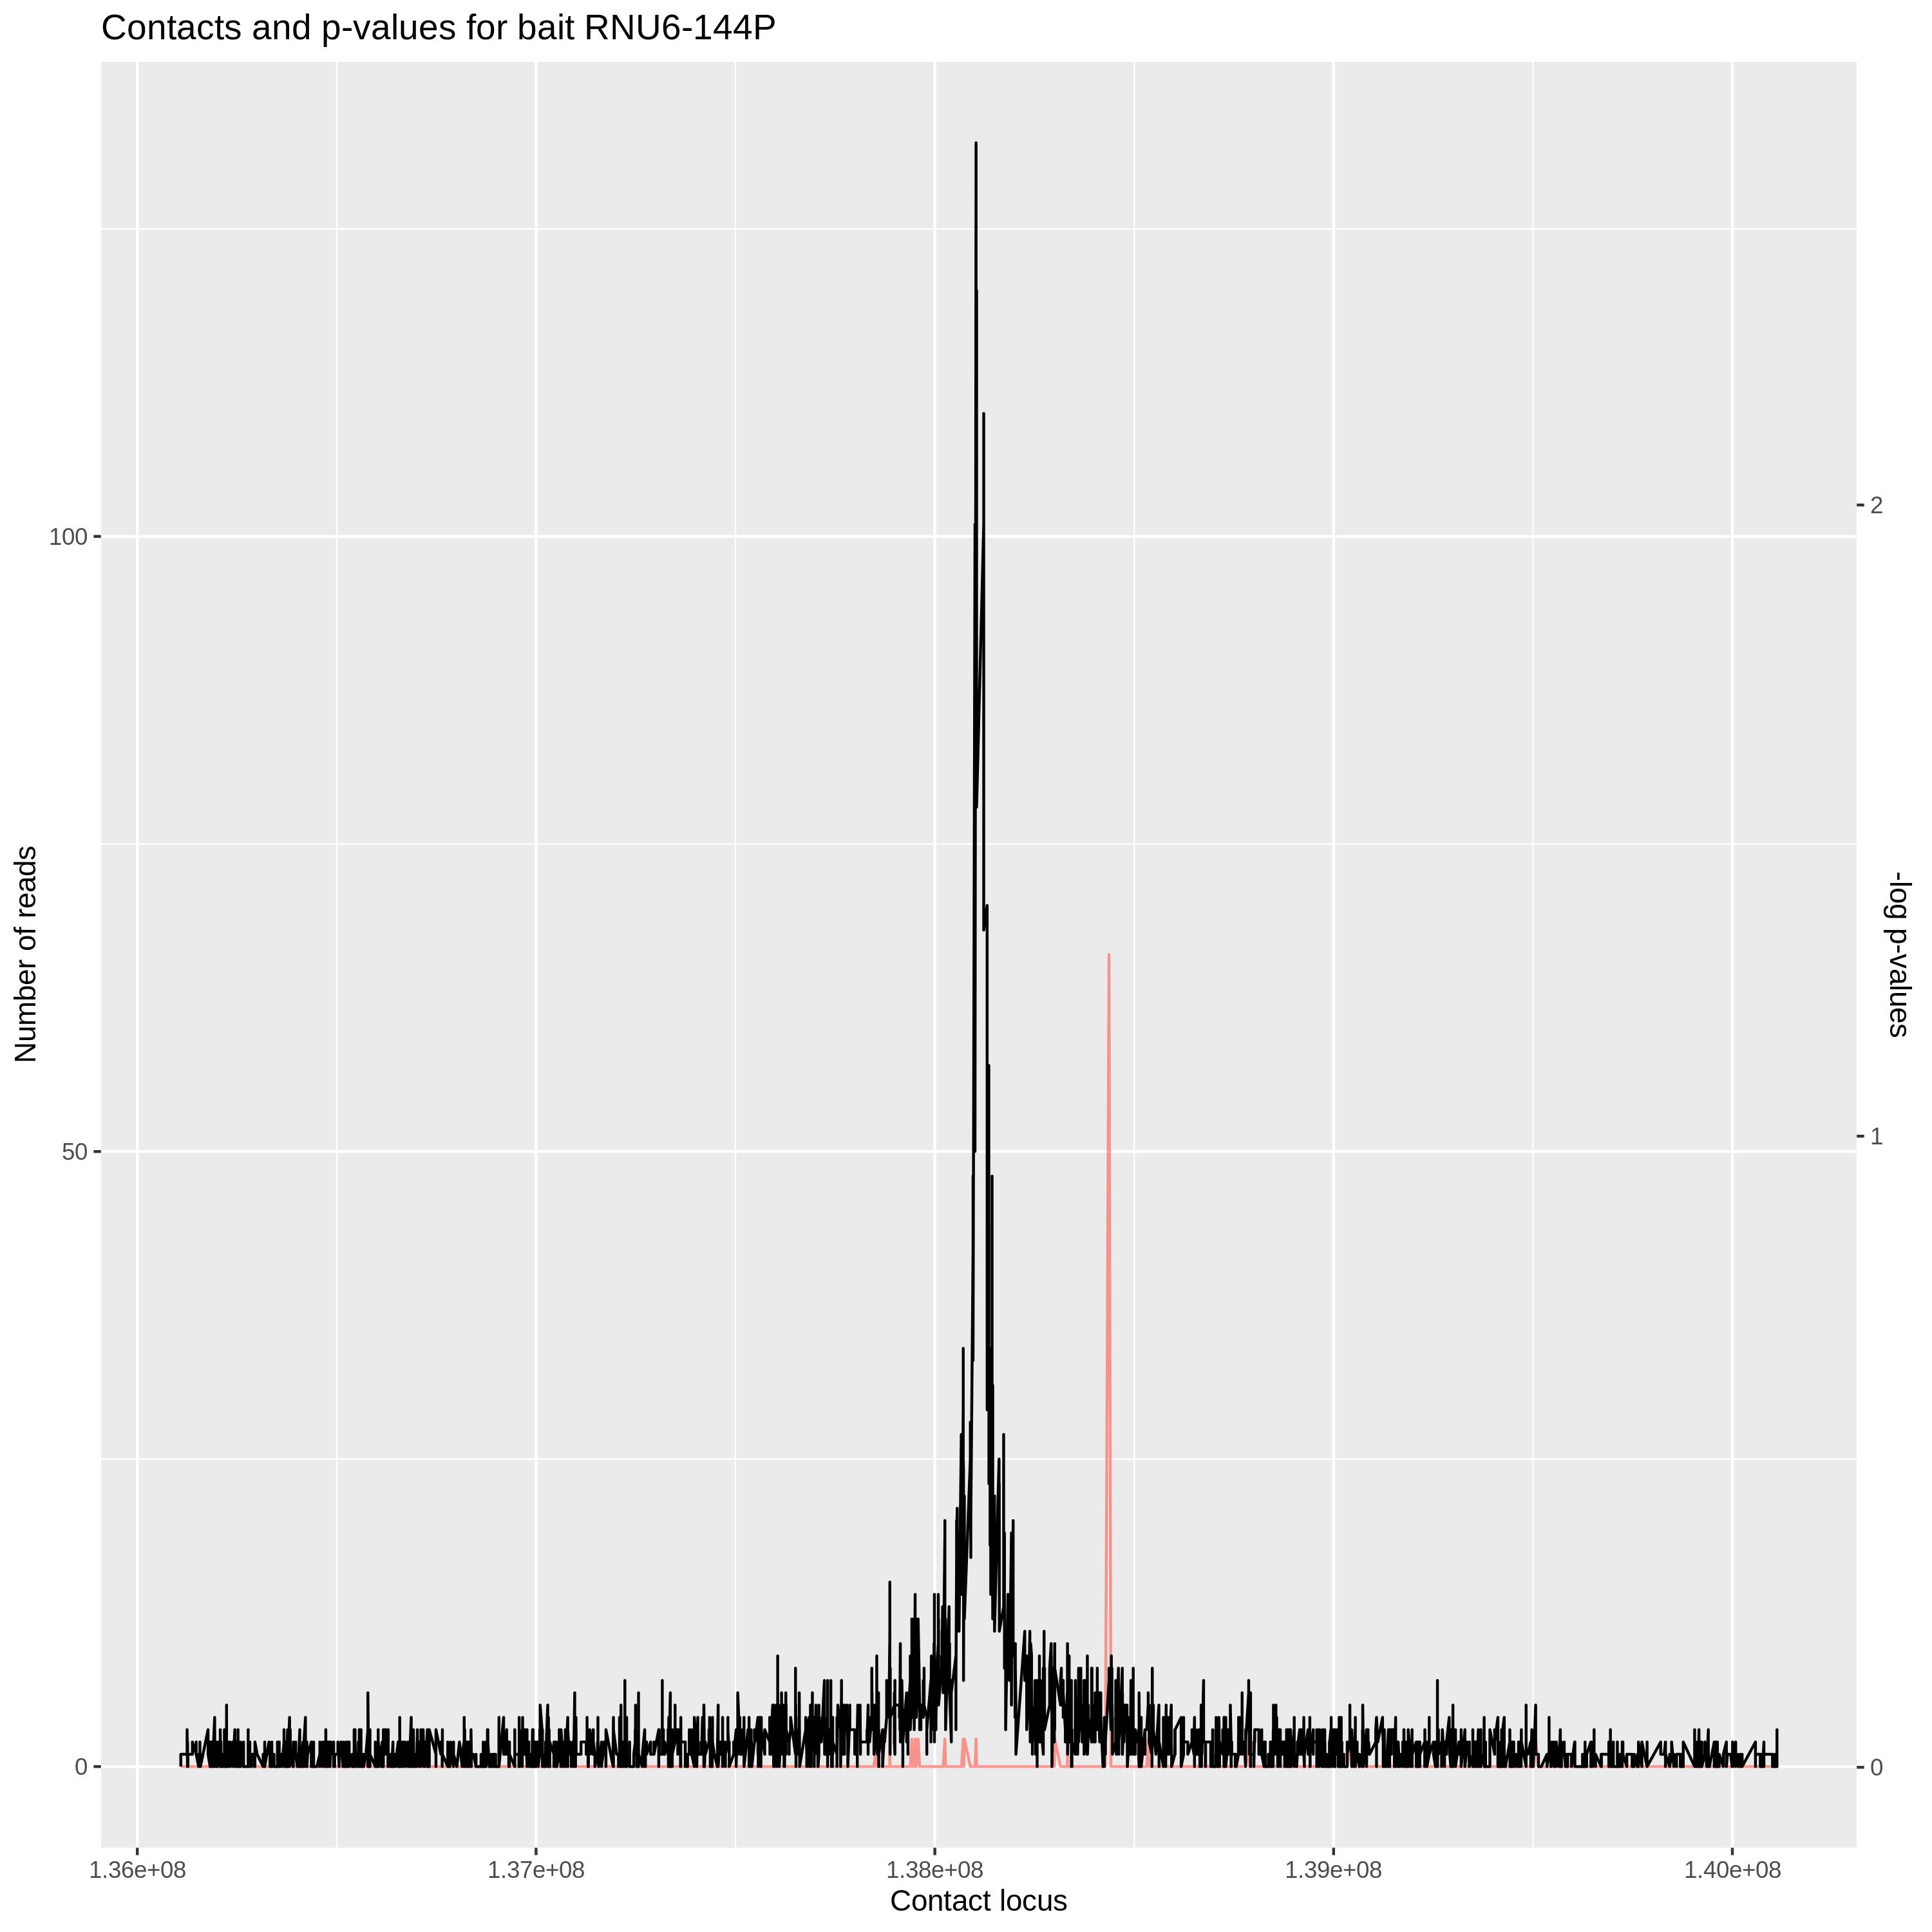 Contacts and p-values for bait RNU6-144P
Number of reads
100
50
0
2
1
0
-log p-values
1.36e+08
1.37e+08
1.38e+08
1.39e+08
1.40e+08
Contact locus